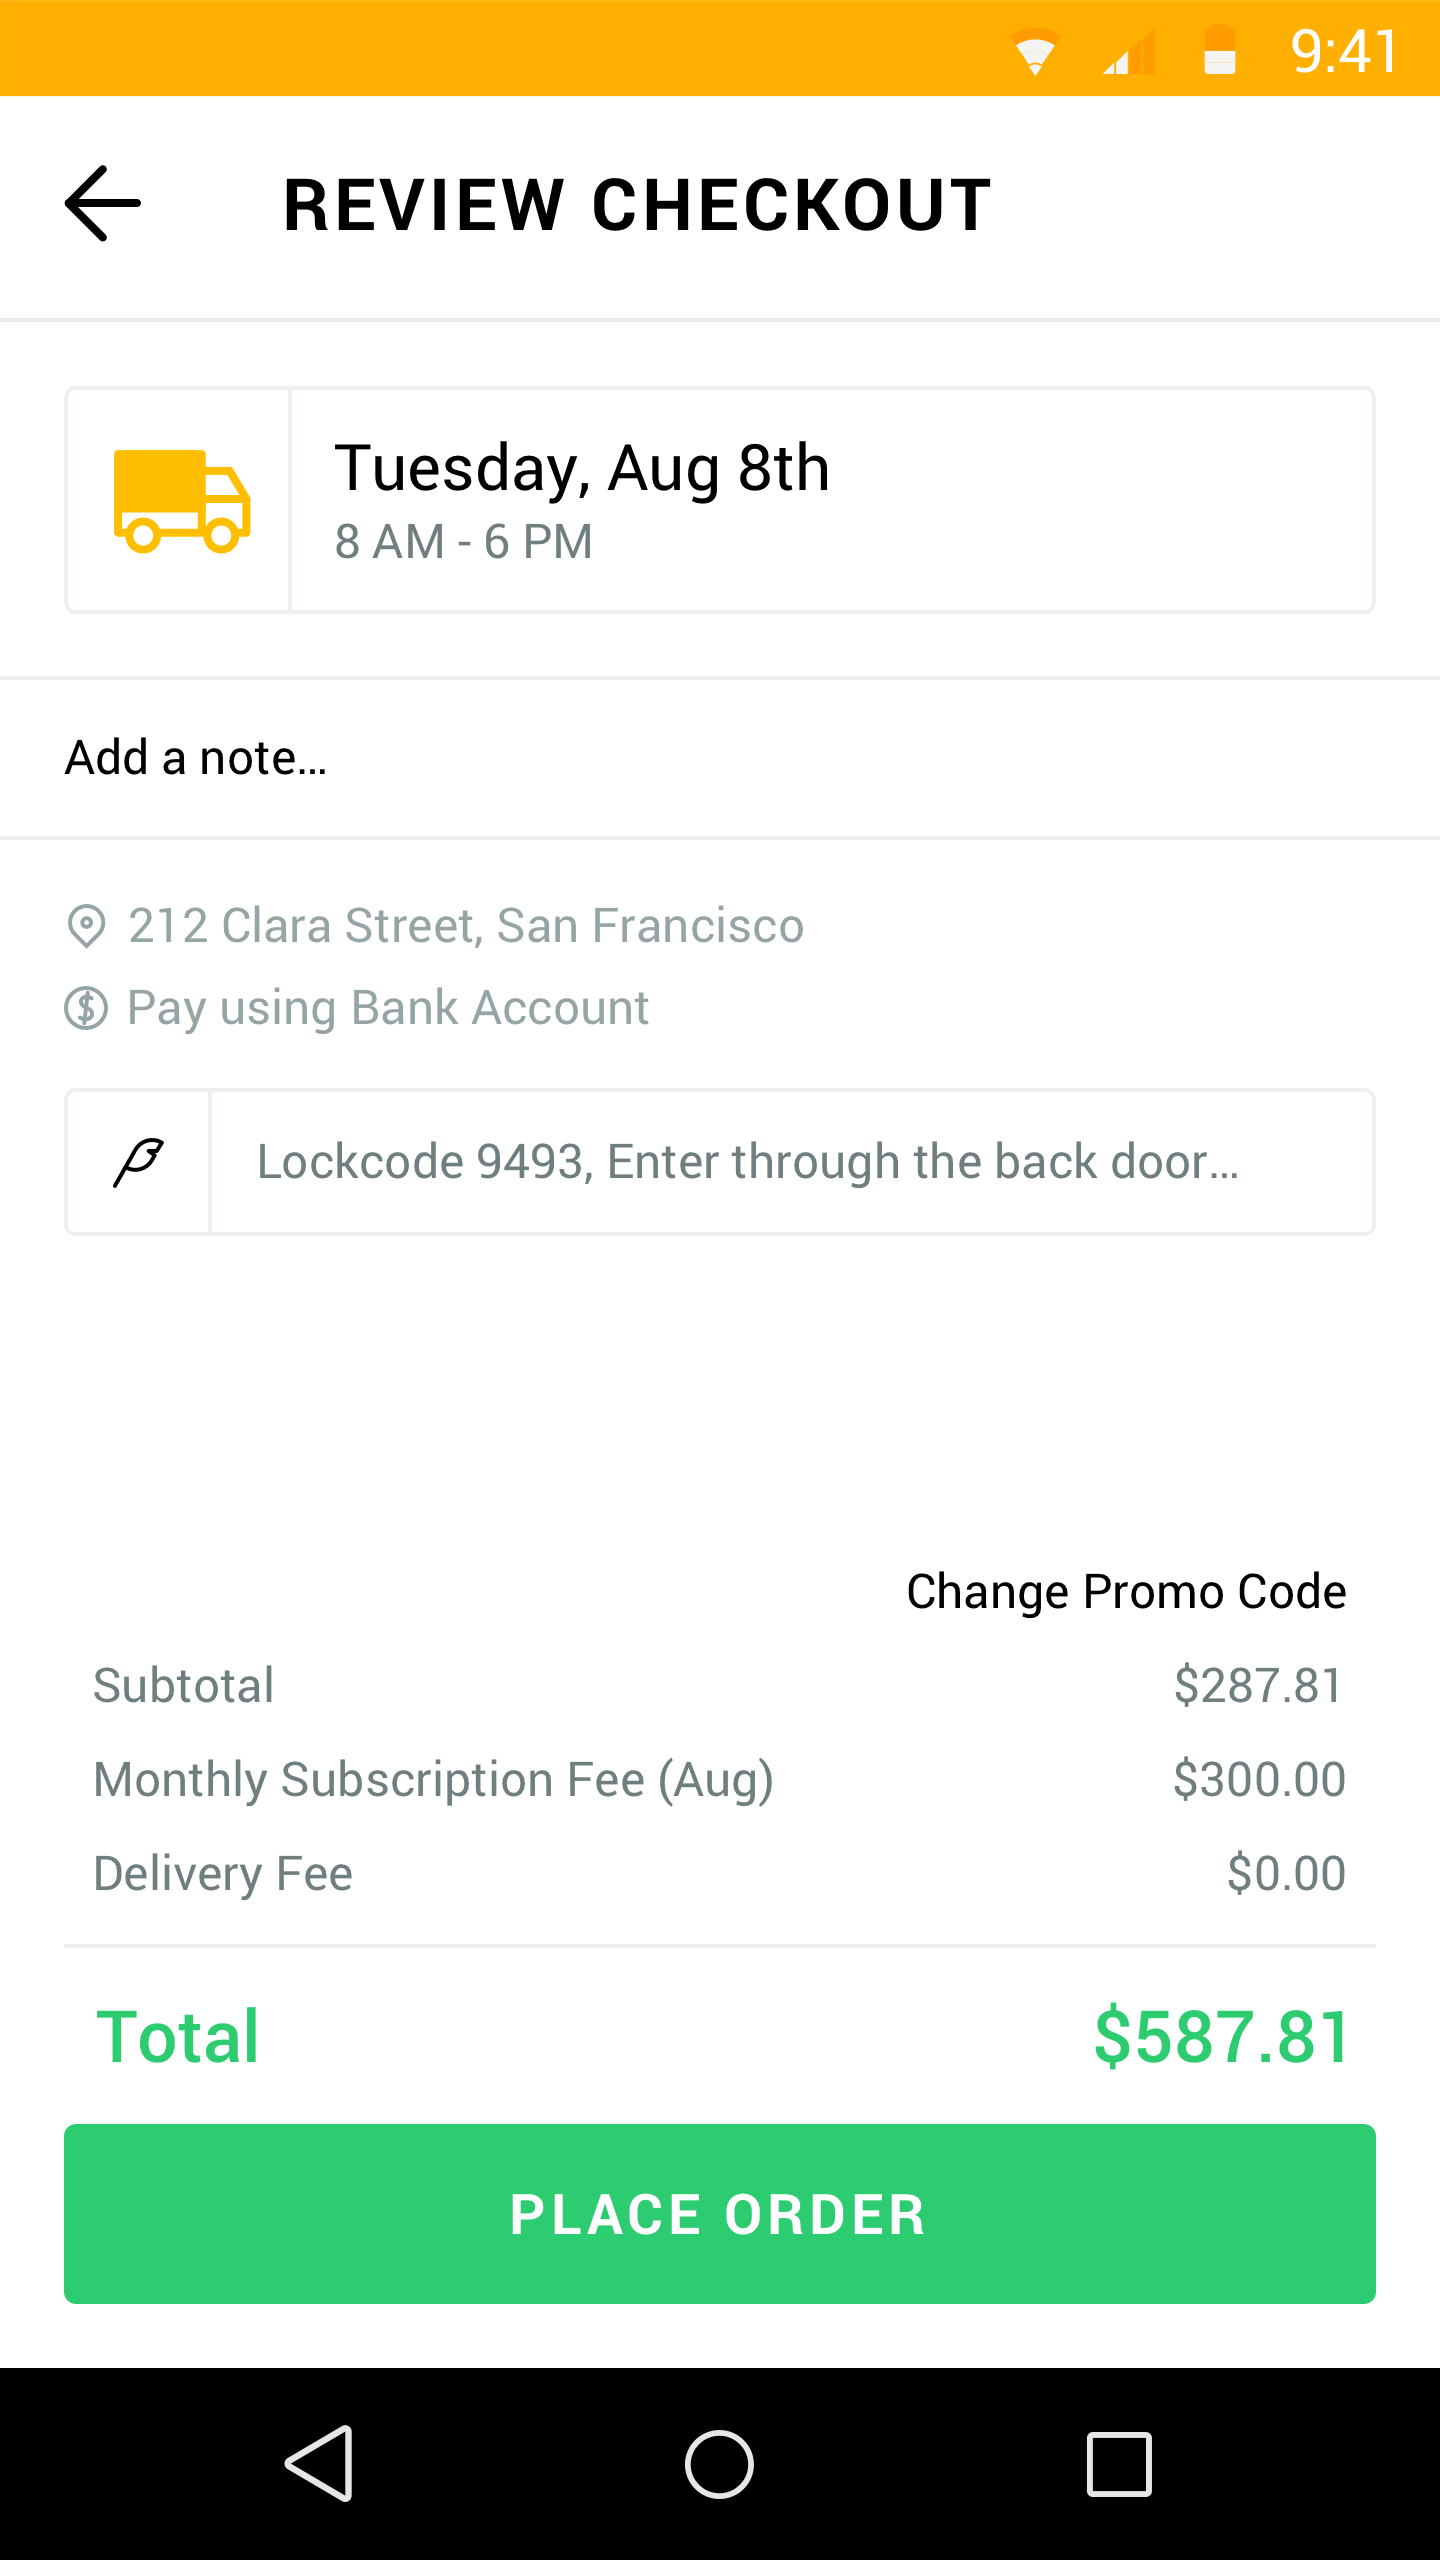 9:41
REVIEW CHECKOUT
Tuesday, Aug 8th
8 AM - 6 PM
Add a note...
212 Clara Street, San Francisco
Pay using Bank Account
Lockcode 9493, Enter through the back door...
Change Promo Code
Subtotal $287.81
Monthly Subscription Fee (Aug) $300.00
Delivery Fee $0.00
Total $587.81
PLACE ORDER